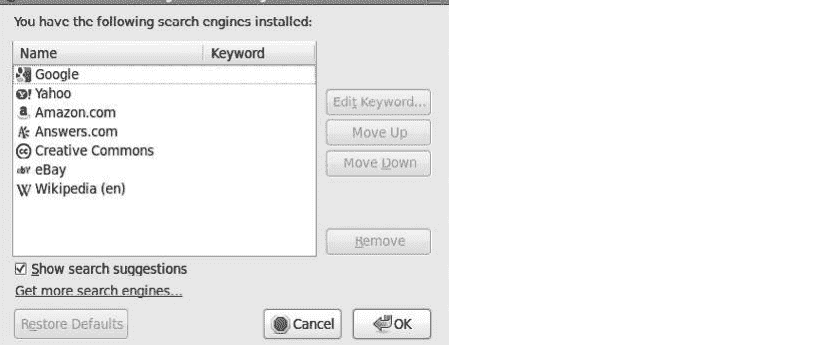 You have the following search engines installed:
Name Keyword
Google
Yahoo
Amazon.com
Answers.com
Creative Commons
eBay
Wikipedia (en)
Edit Keyword...
Move Up
Move Down
Remove
Show search suggestions
Get more search engines...
Restore Defaults Cancel OK